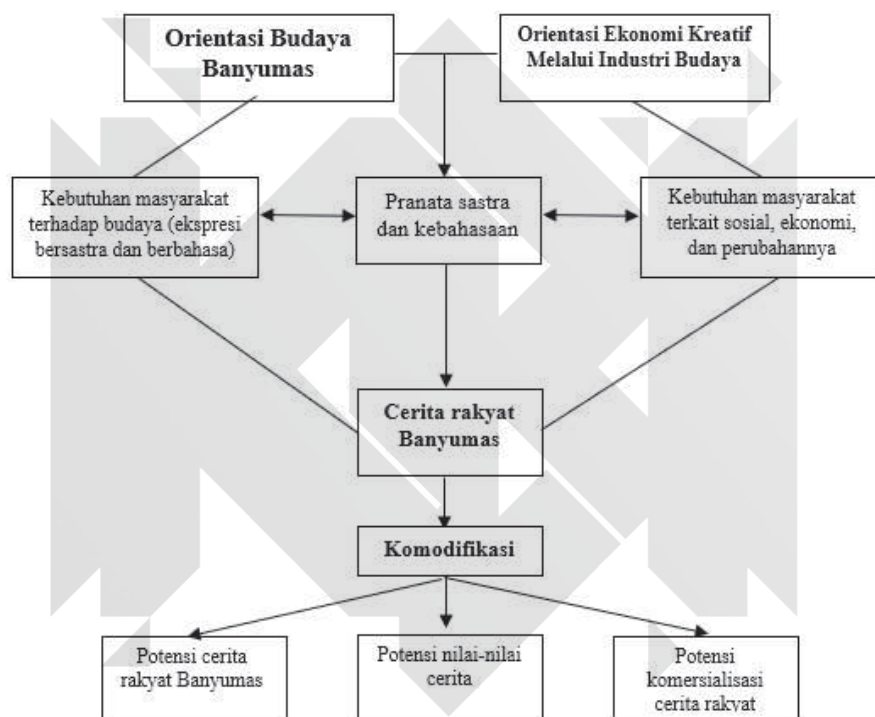 Orientasi Budaya
Banyumas
Orientasi Ekonomi Kreatif
Melalui Industri Budaya
Kebutuhan masyarakat
terhadap budaya (ekspresi
bersastra dan berbahasa)
Pranata sastra
dan kebahasaan
Kebutuhan masyarakat
terkait sosial, ekonomi,
dan perubahannya
Cerita rakyat
Banyumas
Komodifikasi
Potensi cerita
rakyat Banyumas
Potensi nilai-nilai
cerita
Potensi
komersialisasi
cerita rakyat